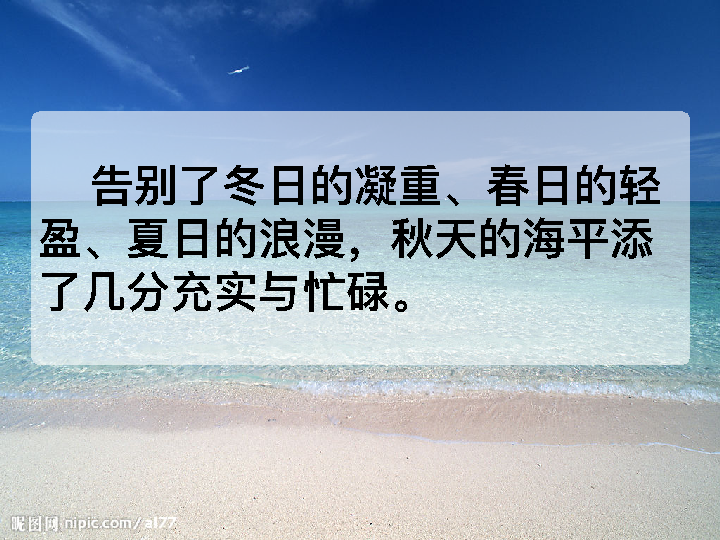 告别了冬日的凝重、春日的轻
盈、夏日的浪漫，秋天的海平添
了几分充实与忙碌。
昵图网 nipic.com/al77